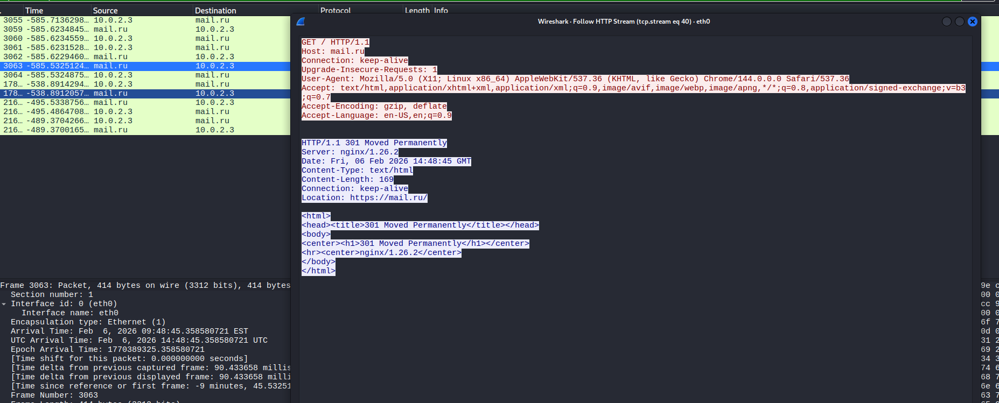 . Time Source Destination Protocol Length Info
3055 -585.7136298… 10.0.2.3 mail.ru
3059 -585.6234845… mail.ru 10.0.2.3
3060 -585.6234559… 10.0.2.3 mail.ru
3061 -585.6231528… 10.0.2.3 mail.ru
3062 -585.6229460… mail.ru 10.0.2.3
3063 -585.5325124… mail.ru 10.0.2.3
3064 -585.5324875… 10.0.2.3 mail.ru
178… -538.8914294… 10.0.2.3 mail.ru
178… -538.8912057… mail.ru 10.0.2.3
216… -495.5338756… mail.ru 10.0.2.3
216… -495.4864708… 10.0.2.3 mail.ru
216… -489.3704266… 10.0.2.3 mail.ru
216… -489.3700165… mail.ru 10.0.2.3
Wireshark · Follow HTTP Stream (tcp.stream eq 40) · eth0
GET / HTTP/1.1
Host: mail.ru
Connection: keep-alive
Upgrade-Insecure-Requests: 1
User-Agent: Mozilla/5.0 (X11; Linux x86_64) AppleWebKit/537.36 (KHTML, like Gecko) Chrome/144.0.0.0 Safari/537.36
Accept: text/html,application/xhtml+xml,application/xml;q=0.9,image/avif,image/webp,image/apng,*/*;q=0.8,application/signed-exchange;v=b3
;q=0.7
Accept-Encoding: gzip, deflate
Accept-Language: en-US,en;q=0.9
HTTP/1.1 301 Moved Permanently
Server: nginx/1.26.2
Date: Fri, 06 Feb 2026 14:48:45 GMT
Content-Type: text/html
Content-Length: 169
Connection: keep-alive
Location: https://mail.ru/
<html>
<head><title>301 Moved Permanently</title></head>
<body>
<center><h1>301 Moved Permanently</h1></center>
<hr><center>nginx/1.26.2</center>
</body>
</html>
Frame 3063: Packet, 414 bytes on wire (3312 bits), 414 bytes
Section number: 1
Interface id: 0 (eth0)
Interface name: eth0
Encapsulation type: Ethernet (1)
Arrival Time: Feb  6, 2026 09:48:45.358580721 EST
UTC Arrival Time: Feb  6, 2026 14:48:45.358580721 UTC
Epoch Arrival Time: 1770389325.358580721
[Time shift for this packet: 0.000000000 seconds]
[Time delta from previous captured frame: 90.433658 millis
[Time delta from previous displayed frame: 90.433658 milli
[Time since reference or first frame: -9 minutes, 45.53251
Frame Number: 3063
9e c
00 0
cc 9
00 0
6f 7
0d 0
31 2
69 2
34 3
74 6
68 7
6e 6
63 7